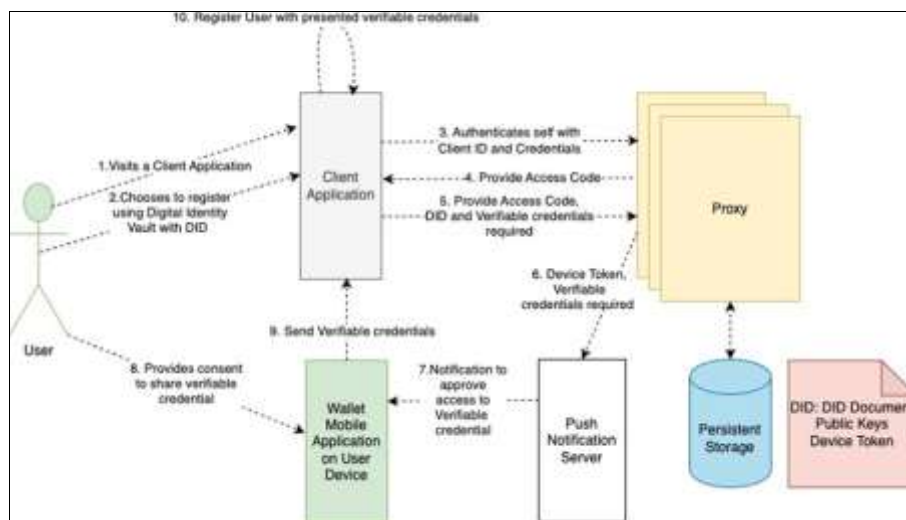 10. Register User with presented verifiable credentials
3. Authenticates self with
Client ID and Credentials
1.Visits a Client Application
Client
Application
4. Provide Access Code
2.Chooses to register
using Digital Identity
Vault with DID
5. Provide Access Code,
DID and Verifiable credentials
required
Proxy
6. Device Token,
Verifiable
credentials required
User
9. Send Verifiable credentials
8. Provides consent
to share verifiable
credential
7.Notification to
approve
access to
Verifiable
credential
Wallet
Mobile
Application
on User
Device
Push
Notification
Server
Persistent
Storage
DID: DID Documen
Public Keys
Device Token